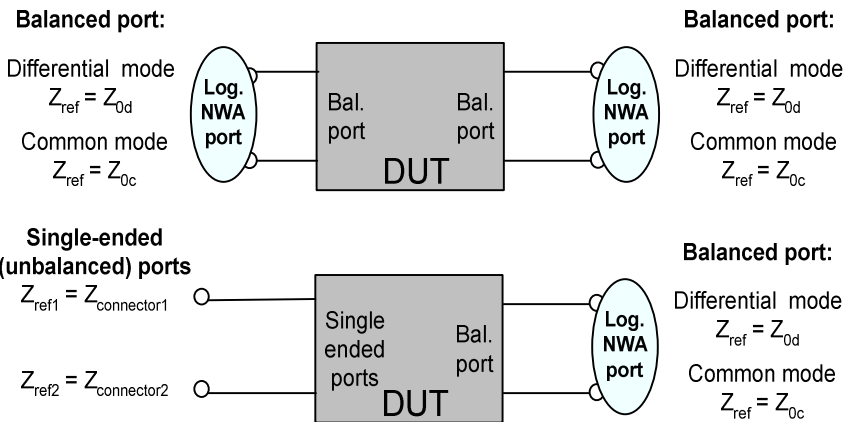 Balanced port:
Differential mode
Zref = Z0d
Common mode
Zref = Z0c
Log.
NWA
port
Bal.
port
Bal.
port
DUT
Log.
NWA
port
Balanced port:
Differential mode
Zref = Z0d
Common mode
Zref = Z0c
Single-ended
(unbalanced) ports
Zref1 = Zconnector1
Zref2 = Zconnector2
Single
ended
ports
Bal.
port
DUT
Log.
NWA
port
Balanced port:
Differential mode
Zref = Z0d
Common mode
Zref = Z0c